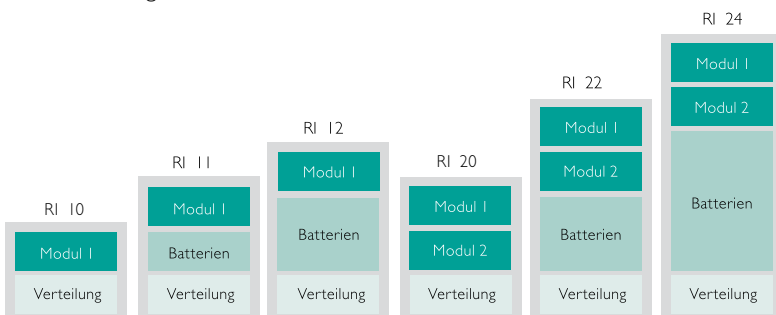 RI 10
Modul 1
Verteilung
RI 11
Modul 1
Batterien
Verteilung
RI 12
Modul 1
Batterien
Verteilung
RI 20
Modul 1
Modul 2
Verteilung
RI 22
Modul 1
Modul 2
Batterien
Verteilung
RI 24
Modul 1
Modul 2
Batterien
Verteilung